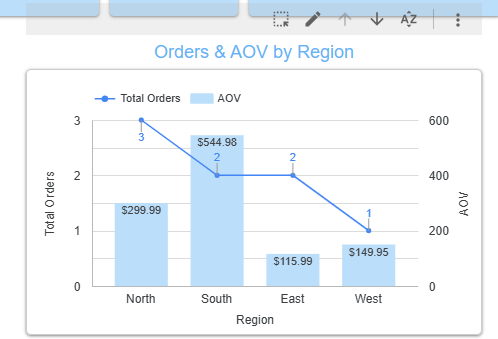 AZ
Orders & AOV by Region
Total Orders AOV
3 600
3
$544.98
2 2
2 400
$299.99
1
1 200
$149.95
$115.99
0 0
North South East West
Region
Total Orders
AOV